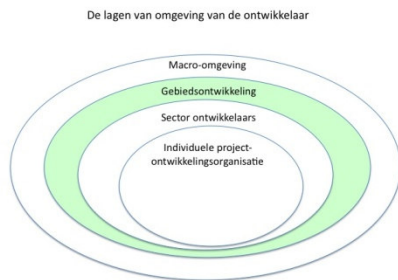 De lagen van omgeving van de ontwikkelaar
Macro-omgeving
Gebiedsontwikkeling
Sector ontwikkelaars
Individuele project-
ontwikkelingsorganisatie